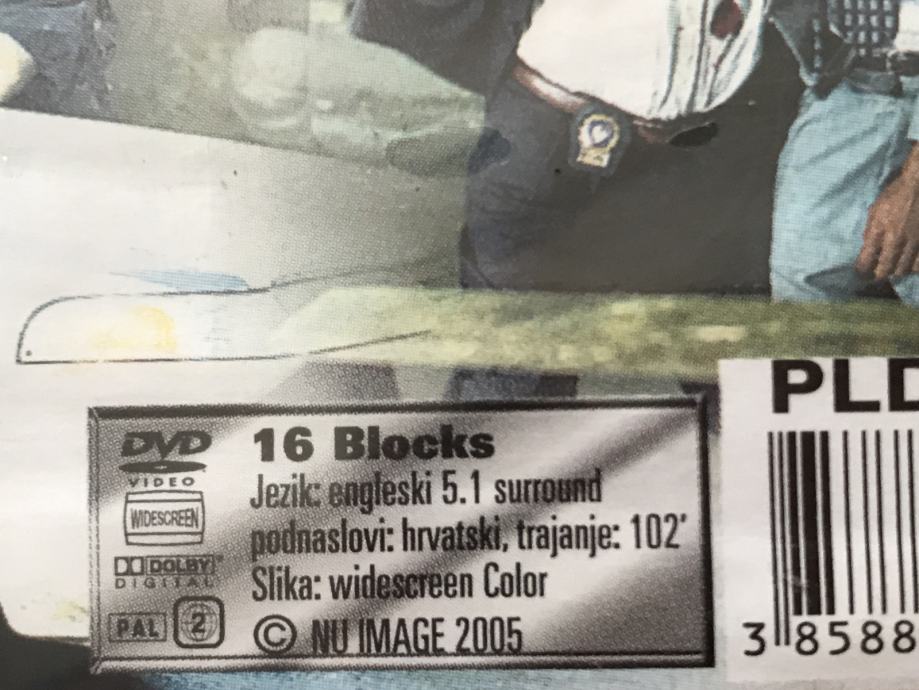 DVD
VIDEO
WIDESCREEN
DOLBY
DIGITAL
PAL 2
16 Blocks
Jezik: engleski 5.1 surround
podnaslovi: hrvatski, trajanje: 102'
Slika: widescreen Color
© NU IMAGE 2005
PLD
3 8588